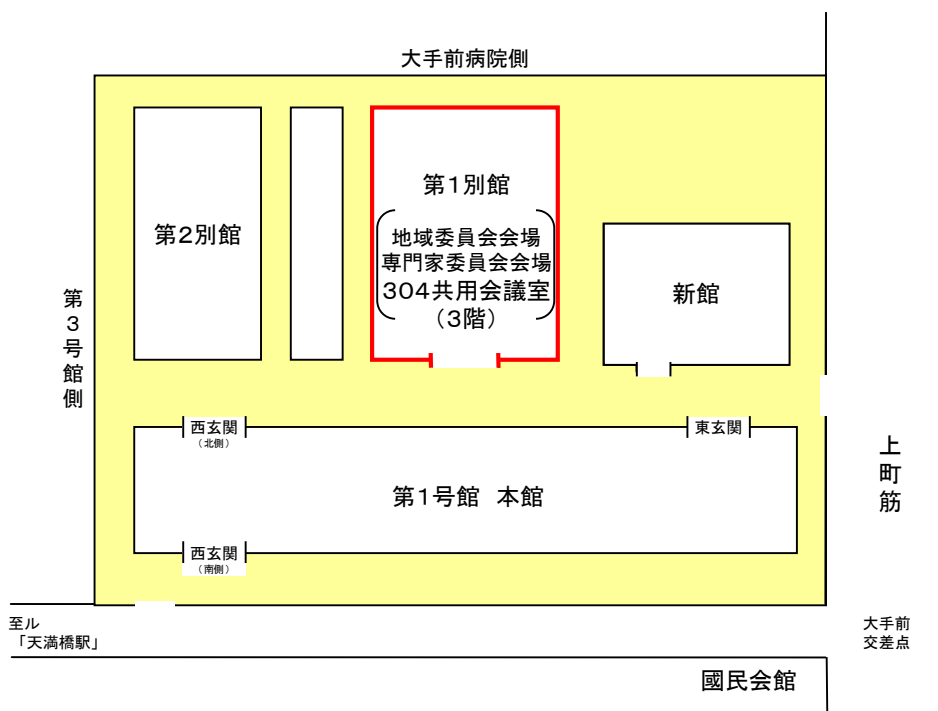 大手前病院側
第1別館
地域委員会会場
専門家委員会会場
304共用会議室
（3階）
第2別館
新館
第3号館側
西玄関
（北側）
東玄関
第1号館 本館
上町筋
西玄関
（南側）
至ル
「天満橋駅」
大手前
交差点
國民会館